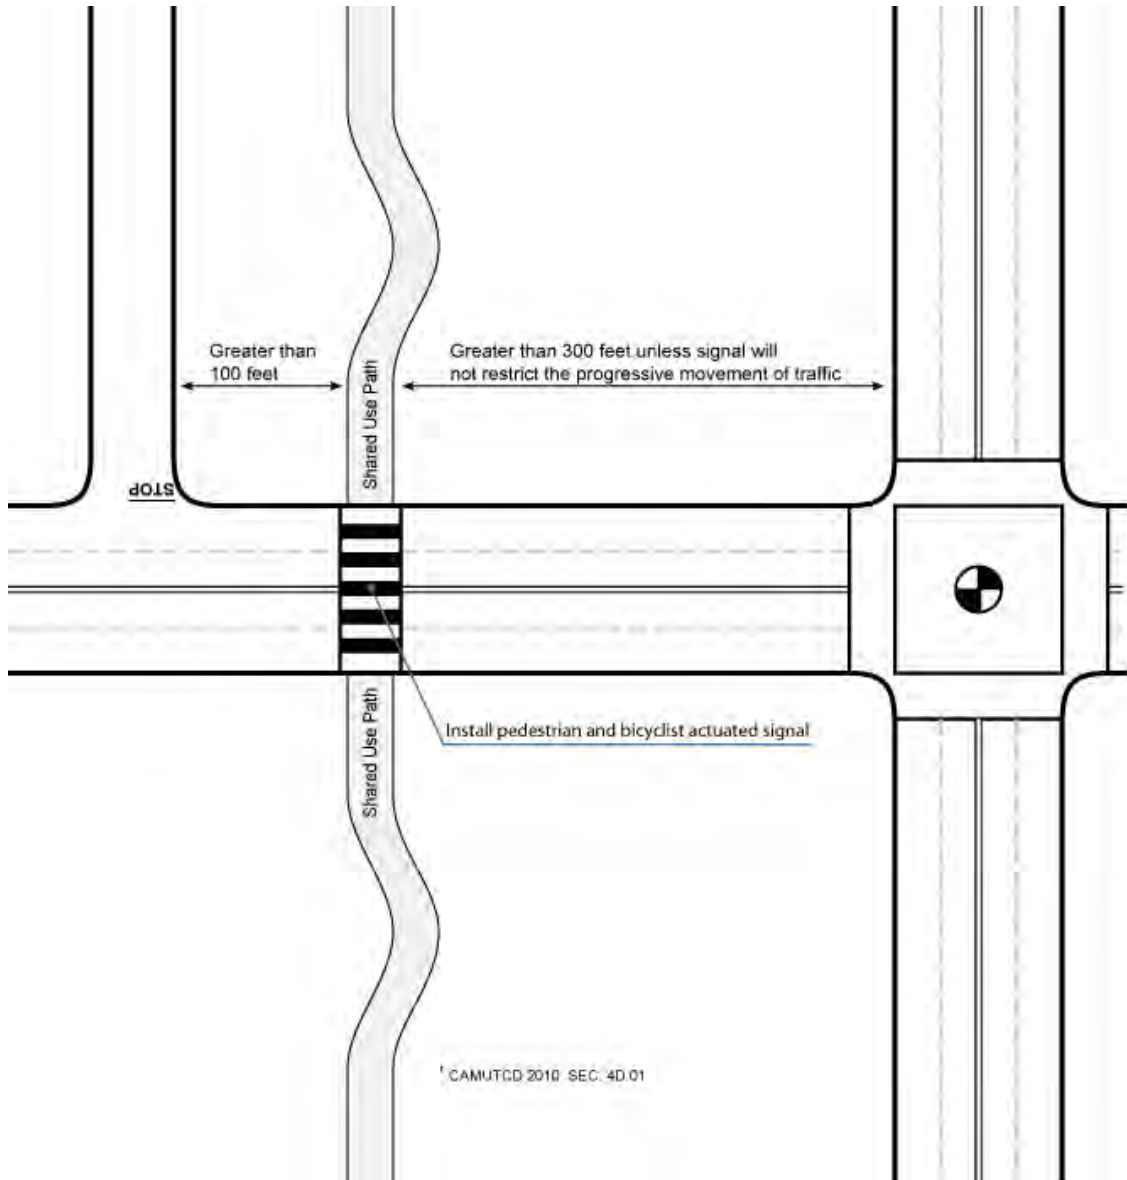 Greater than
100 feet
Greater than 300 feet unless signal will
not restrict the progressive movement of traffic
Shared Use Path
STOP
Shared Use Path
Install pedestrian and bicyclist actuated signal
CAMUTCD 2010 SEC. 4D.01